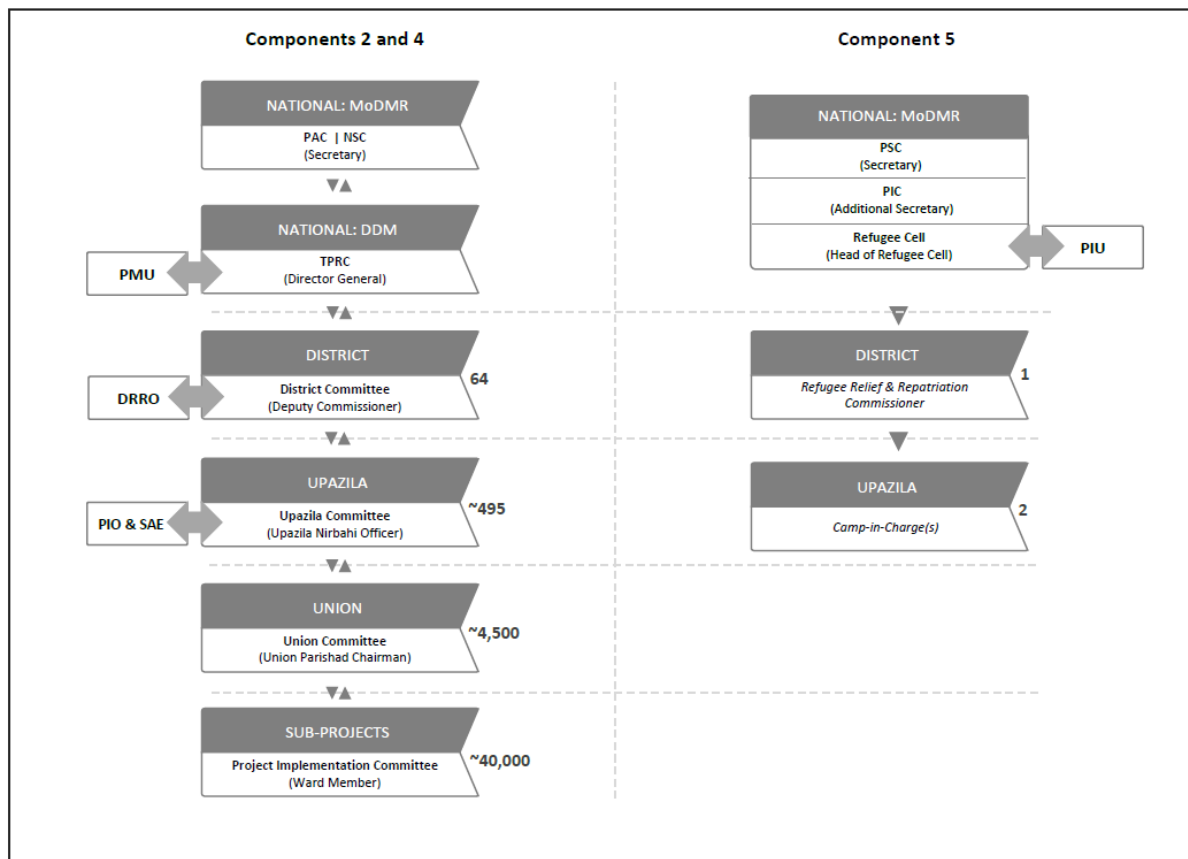 Components 2 and 4
NATIONAL: MoDMR
PAC | NSC
(Secretary)
NATIONAL: DDM
TPRC
(Director General)
PMU
DISTRICT
District Committee
(Deputy Commissioner)
64
DRRO
UPAZILA
Upazila Committee
(Upazila Nirbahi Officer)
~495
PIO & SAE
UNION
Union Committee
(Union Parishad Chairman)
~4,500
SUB-PROJECTS
Project Implementation Committee
(Ward Member)
~40,000
Component 5
NATIONAL: MoDMR
PSC
(Secretary)
PIC
(Additional Secretary)
Refugee Cell
(Head of Refugee Cell)
PIU
DISTRICT
Refugee Relief & Repatriation
Commissioner
1
UPAZILA
Camp-in-Charge(s)
2